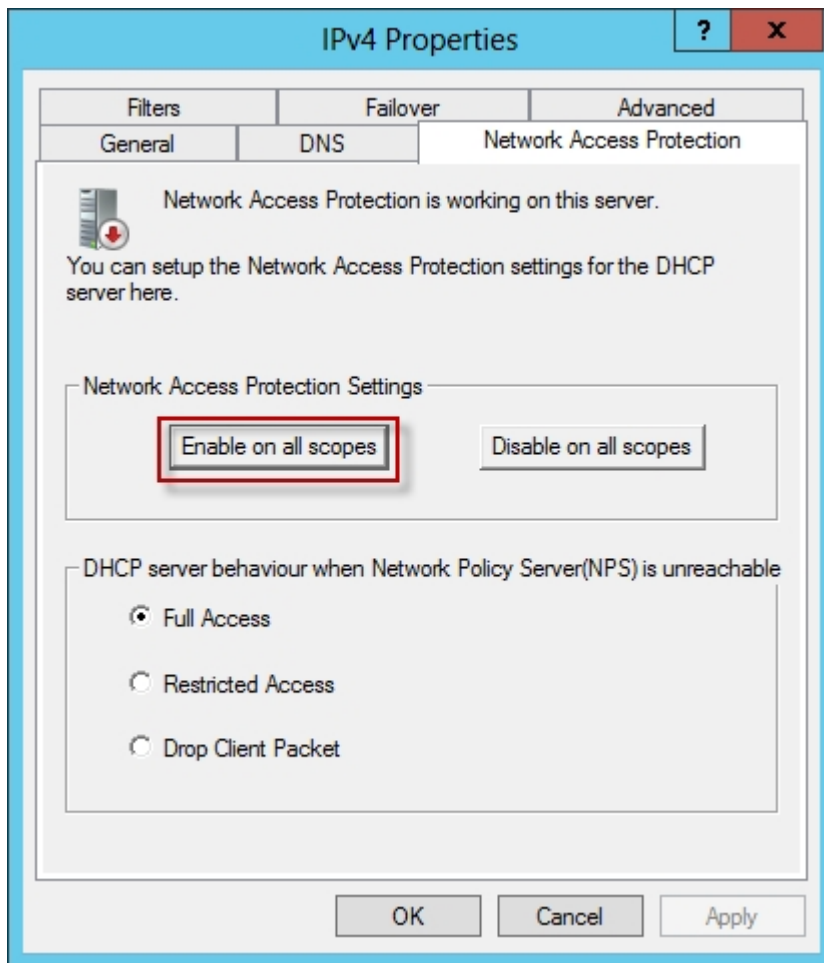 IPv4 Properties
?
x
Filters
Failover
Advanced
General
DNS
Network Access Protection
Network Access Protection is working on this server.
You can setup the Network Access Protection settings for the DHCP
server here.
Network Access Protection Settings
Enable on all scopes
Disable on all scopes
DHCP server behaviour when Network Policy Server(NPS) is unreachable
Full Access
Restricted Access
Drop Client Packet
OK
Cancel
Apply